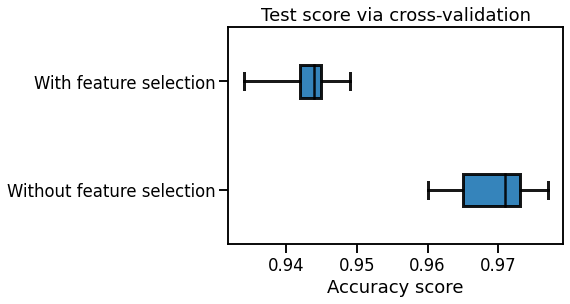 Test score via cross-validation
With feature selection
Without feature selection
0.94 0.95 0.96 0.97
Accuracy score